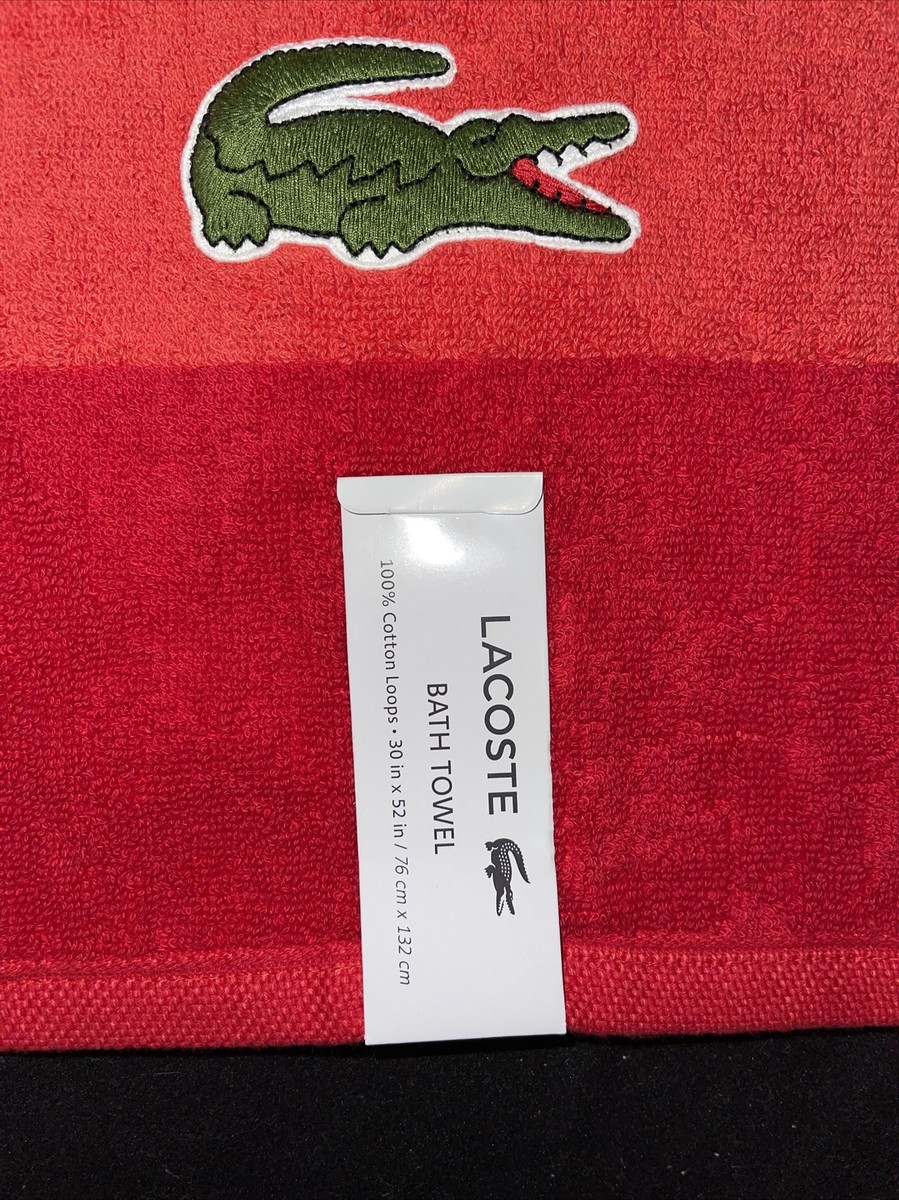 LACOSTE
BATH TOWEL
100% Cotton Loops • 30 in x 52 in / 76 cm x 132 cm